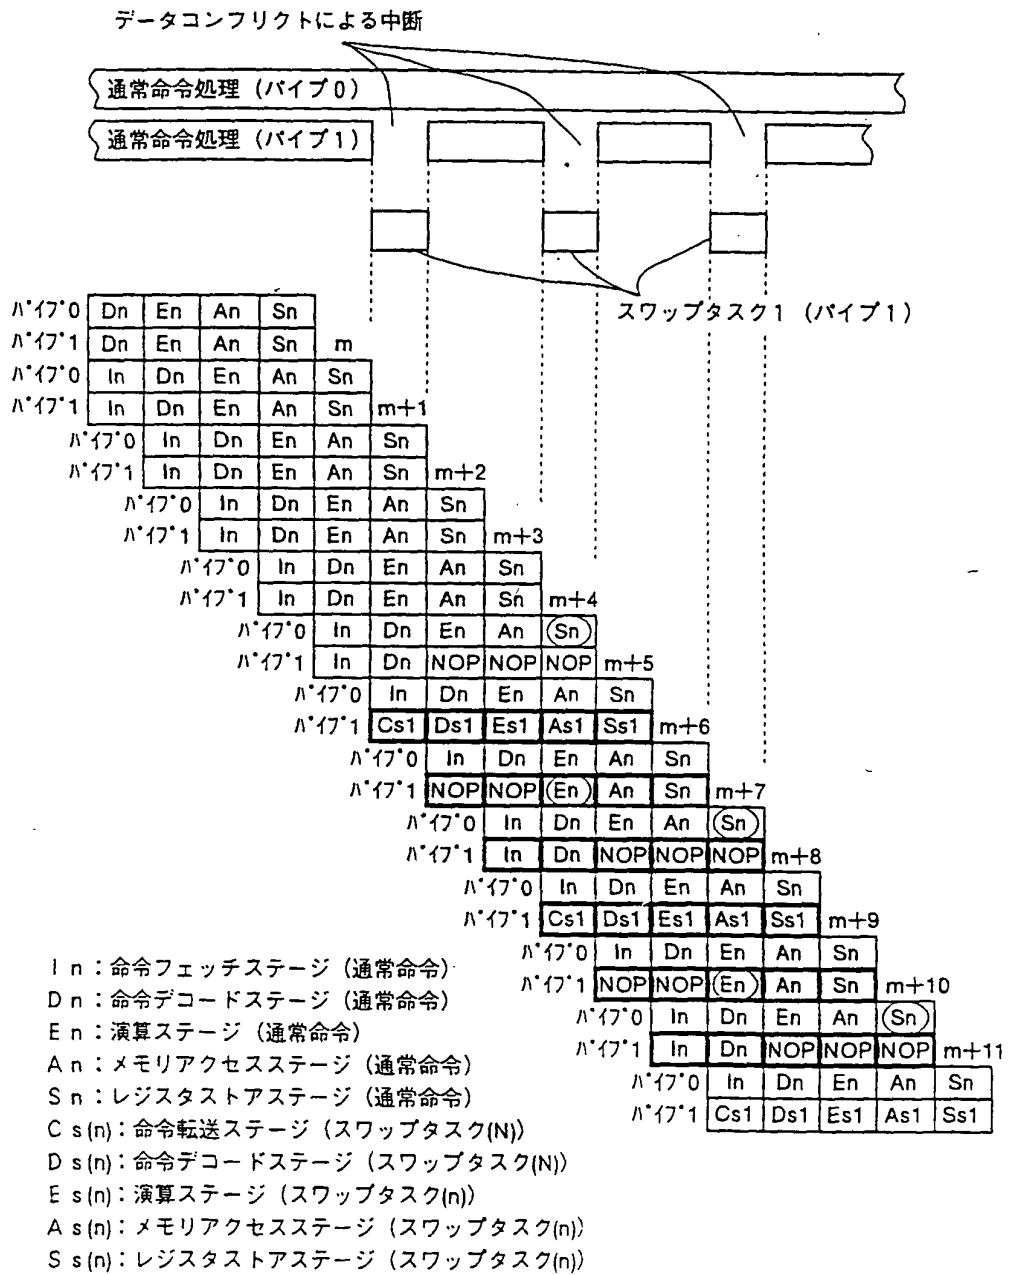 データコンフリクトによる中断
通常命令処理 (パイプ0)
通常命令処理 (パイプ1)
スワップタスク1 (パイプ1)
パイプ0 Dn En An Sn
パイプ1 Dn En An Sn m
パイプ0 In Dn En An Sn
パイプ1 In Dn En An Sn m+1
パイプ0 In Dn En An Sn
パイプ1 In Dn En An Sn m+2
パイプ0 In Dn En An Sn
パイプ1 In Dn En An Sn m+3
パイプ0 In Dn En An Sn
パイプ1 In Dn En An Sn m+4
パイプ0 In Dn En An Sn
パイプ1 In Dn NOP NOP NOP m+5
パイプ0 In Dn En An Sn
パイプ1 Cs1 Ds1 Es1 As1 Ss1 m+6
パイプ0 In Dn En An Sn
パイプ1 NOP NOP En An Sn m+7
パイプ0 In Dn En An Sn
パイプ1 In Dn NOP NOP NOP m+8
パイプ0 In Dn En An Sn
パイプ1 Cs1 Ds1 Es1 As1 Ss1 m+9
パイプ0 In Dn En An Sn
パイプ1 NOP NOP En An Sn m+10
パイプ0 In Dn En An Sn
パイプ1 In Dn NOP NOP NOP m+11
パイプ0 In Dn En An Sn
パイプ1 Cs1 Ds1 Es1 As1 Ss1
In:命令フェッチステージ (通常命令)
Dn:命令デコードステージ (通常命令)
En:演算ステージ (通常命令)
An:メモリアクセスステージ (通常命令)
Sn:レジスタストアステージ (通常命令)
Cs(n):命令転送ステージ (スワップタスク(N))
Ds(n):命令デコードステージ (スワップタスク(N))
Es(n):演算ステージ (スワップタスク(n))
As(n):メモリアクセスステージ (スワップタスク(n))
Ss(n):レジスタストアステージ (スワップタスク(n))